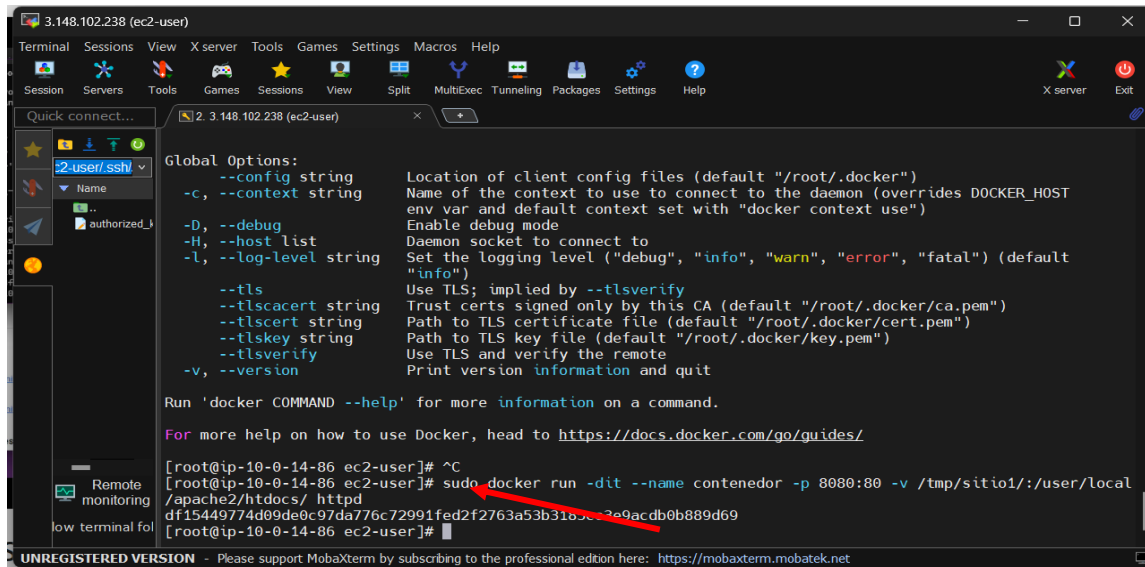 3.148.102.238 (ec2-user)
Terminal Sessions View X server Tools Games Settings Macros Help
Session Servers Tools Games Sessions View Split MultiExec Tunneling Packages Settings Help X server Exit
Quick connect... 2. 3.148.102.238 (ec2-user)
c2-user/.ssh/
Name
..
authorized_k
Global Options:
--config string Location of client config files (default "/root/.docker")
-c, --context string Name of the context to use to connect to the daemon (overrides DOCKER_HOST
env var and default context set with "docker context use")
-D, --debug Enable debug mode
-H, --host list Daemon socket to connect to
-l, --log-level string Set the logging level ("debug", "info", "warn", "error", "fatal") (default
"info")
--tls Use TLS; implied by --tlsverify
--tlscacert string Trust certs signed only by this CA (default "/root/.docker/ca.pem")
--tlscert string Path to TLS certificate file (default "/root/.docker/cert.pem")
--tlskey string Path to TLS key file (default "/root/.docker/key.pem")
--tlsverify Use TLS and verify the remote
-v, --version Print version information and quit
Run 'docker COMMAND --help' for more information on a command.
For more help on how to use Docker, head to https://docs.docker.com/go/guides/
[root@ip-10-0-14-86 ec2-user]# ^C
[root@ip-10-0-14-86 ec2-user]# sudo docker run -dit --name contenedor -p 8080:80 -v /tmp/sitio1/:/user/local
/apache2/htdocs/ httpd
[root@ip-10-0-14-86 ec2-user]#
Remote
monitoring
low terminal fol
UNREGISTERED VERSION - Please support MobaXterm by subscribing to the professional edition here: https://mobaxterm.mobatek.net